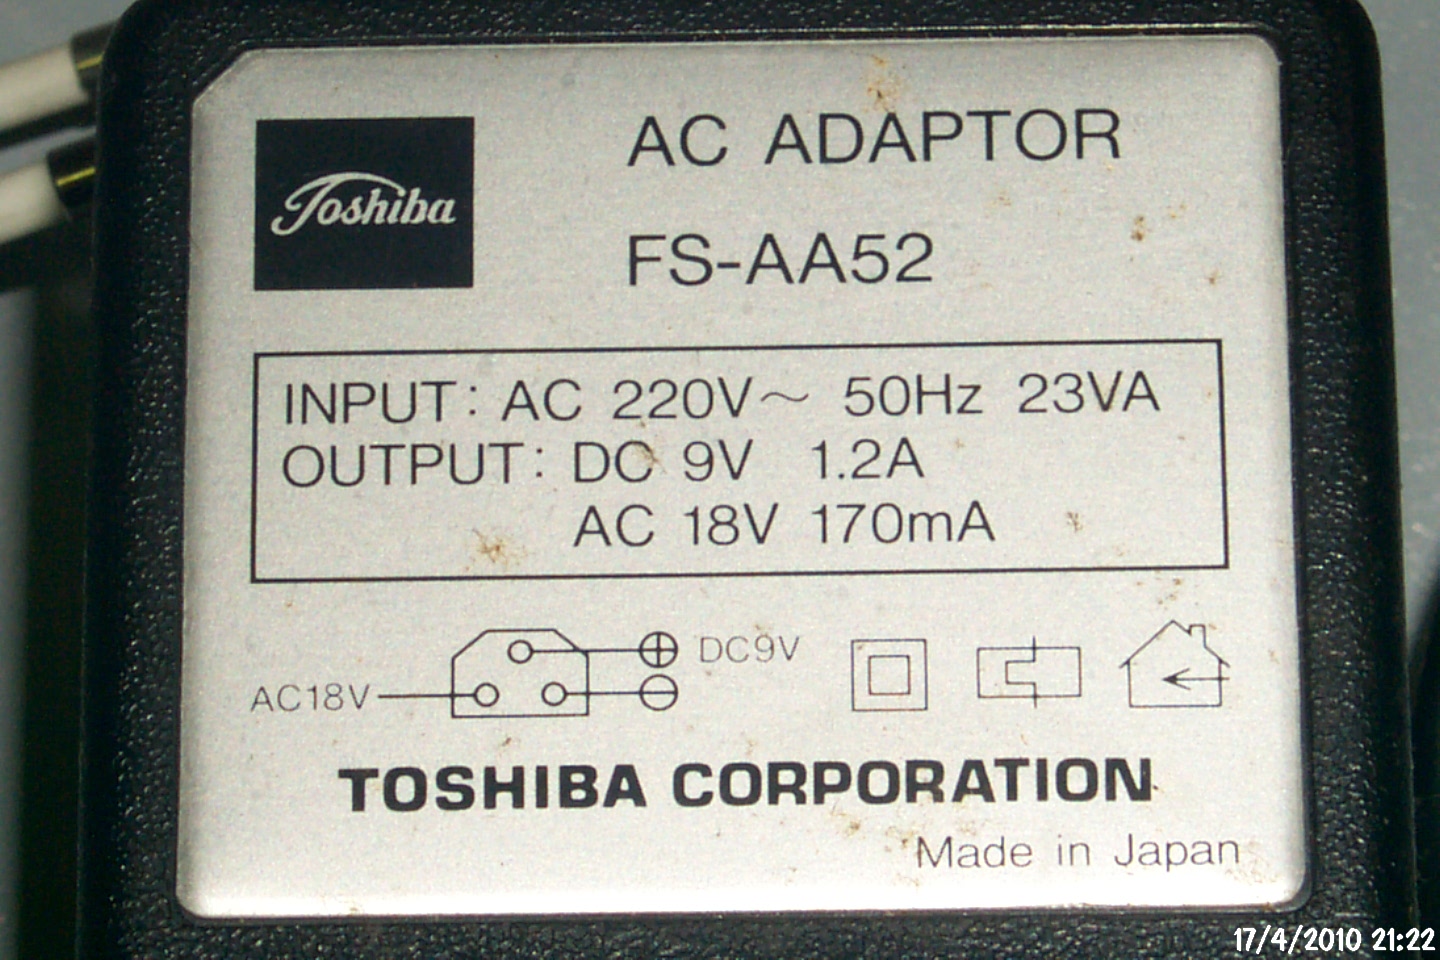 Toshiba
AC ADAPTOR
FS-AA52
INPUT: AC 220V～ 50Hz 23VA
OUTPUT: DC 9V 1.2A
AC 18V 170mA
DC9V
AC18V
TOSHIBA CORPORATION
Made in Japan
17/4/2010 21:22